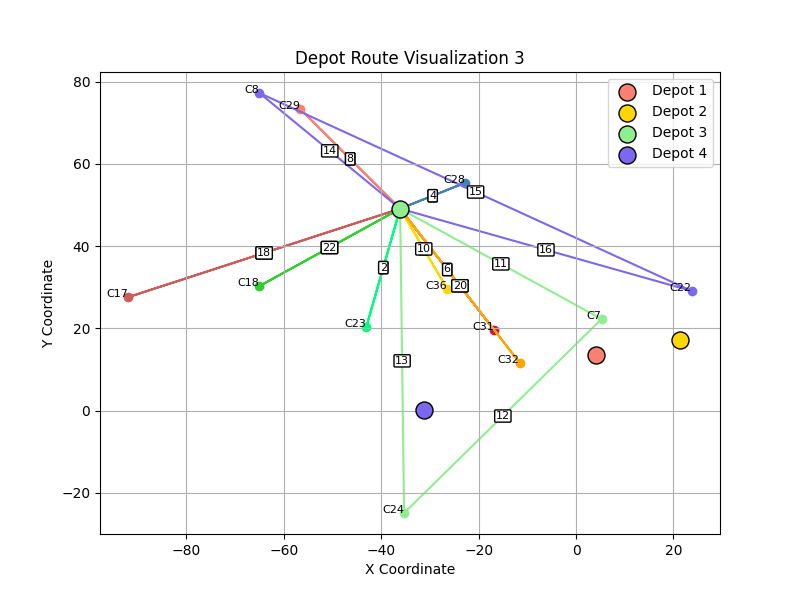 Depot Route Visualization 3
Depot 1
Depot 2
Depot 3
Depot 4
80
60
40
20
0
−20
Y Coordinate
C8
C29
14
8
C28
4
15
18
22
10
16
2
6
11
C17
C18
C36
20
C22
C23
C31
C7
C32
13
12
C24
−80
−60
−40
−20
0
20
X Coordinate